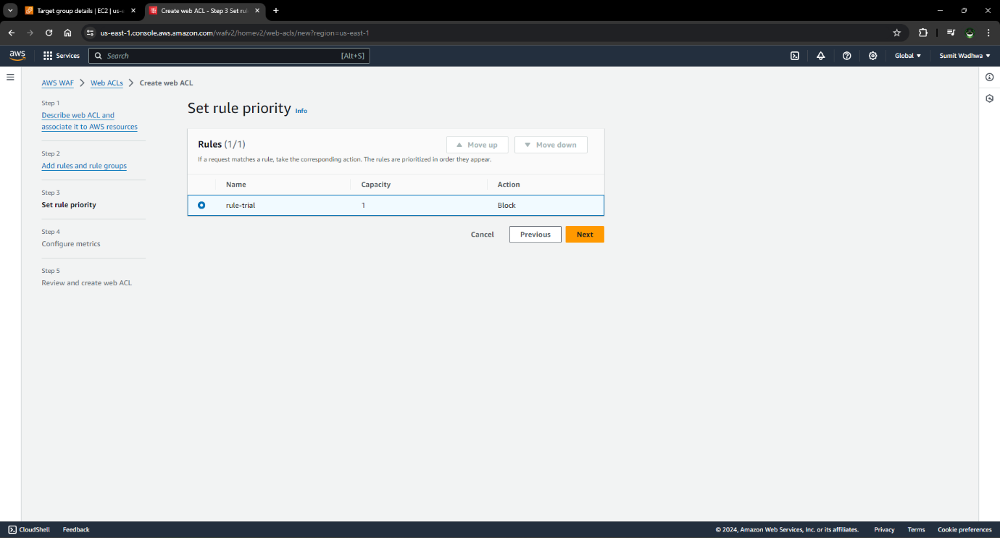 Target group details | EC2 | us-e
Create web ACL - Step 3 Set rul
us-east-1.console.aws.amazon.com/wafv2/homev2/web-acls/new?region=us-east-1
aws
Services
Search
[Alt+S]
Global
Sumit Wadhwa
AWS WAF
Web ACLs
Create web ACL
Step 1
Describe web ACL and
associate it to AWS resources
Step 2
Add rules and rule groups
Step 3
Set rule priority
Step 4
Configure metrics
Step 5
Review and create web ACL
Set rule priority Info
Rules (1/1)
Move up
Move down
If a request matches a rule, take the corresponding action. The rules are prioritized in order they appear.
Name Capacity Action
rule-trial 1 Block
Cancel Previous Next
CloudShell Feedback
© 2024, Amazon Web Services, Inc. or its affiliates. Privacy Terms Cookie preferences